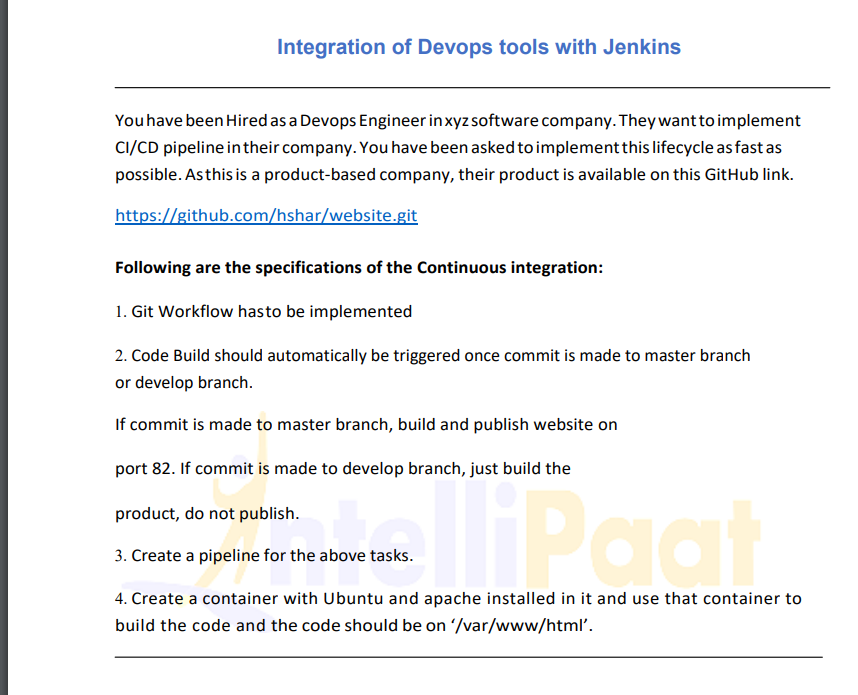 Integration of Devops tools with Jenkins
You have been Hired as a Devops Engineer in xyz software company. They want to implement
CI/CD pipeline in their company. You have been asked to implement this lifecycle as fast as
possible. As this is a product-based company, their product is available on this GitHub link.
https://github.com/hshar/website.git
Following are the specifications of the Continuous integration:
1. Git Workflow has to be implemented
2. Code Build should automatically be triggered once commit is made to master branch
or develop branch.
If commit is made to master branch, build and publish website on
port 82. If commit is made to develop branch, just build the
product, do not publish.
IntelliPaat
3. Create a pipeline for the above tasks.
4. Create a container with Ubuntu and apache installed in it and use that container to
build the code and the code should be on ‘/var/www/html’.